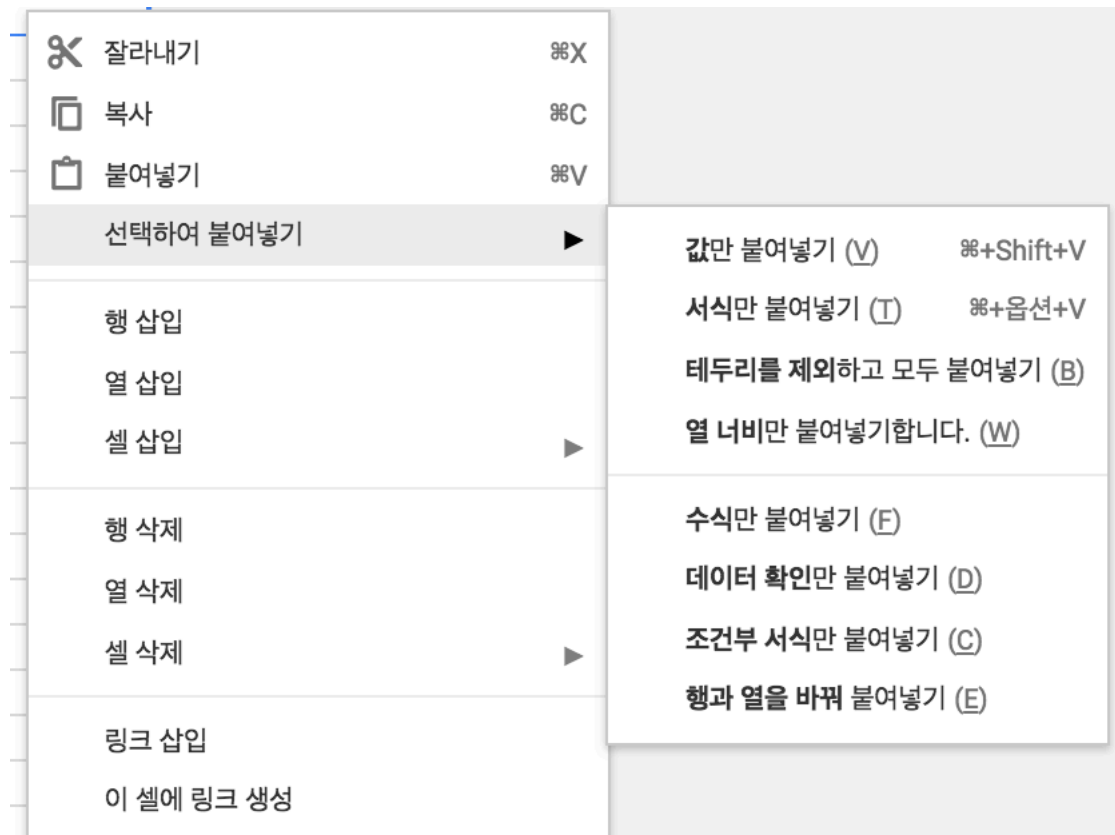 잘라내기 ⌘X
복사 ⌘C
붙여넣기 ⌘V
선택하여 붙여넣기 ▶
행 삽입
열 삽입
셀 삽입 ▶
행 삭제
열 삭제
셀 삭제 ▶
링크 삽입
이 셀에 링크 생성
값만 붙여넣기 (V) ⌘+Shift+V
서식만 붙여넣기 (T) ⌘+옵션+V
테두리를 제외하고 모두 붙여넣기 (B)
열 너비만 붙여넣기합니다. (W)
수식만 붙여넣기 (F)
데이터 확인만 붙여넣기 (D)
조건부 서식만 붙여넣기 (C)
행과 열을 바꿔 붙여넣기 (E)